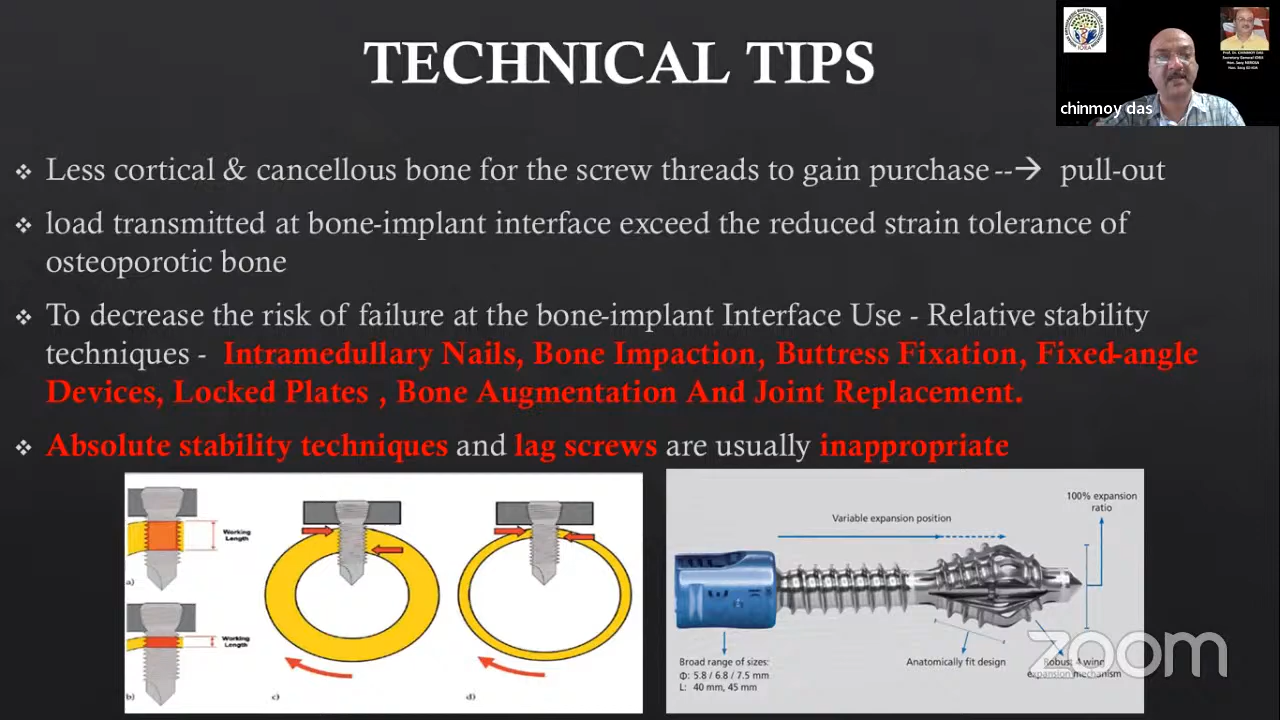 TECHNICAL TIPS
chinmoy das
Prof. Dr. CHINMOY DAS
❖ Less cortical & cancellous bone for the screw threads to gain purchase --→ pull-out
❖ load transmitted at bone-implant interface exceed the reduced strain tolerance of
osteoporotic bone
❖ To decrease the risk of failure at the bone-implant Interface Use - Relative stability
techniques - Intramedullary Nails, Bone Impaction, Buttress Fixation, Fixed-angle
Devices, Locked Plates , Bone Augmentation And Joint Replacement.
❖ Absolute stability techniques and lag screws are usually inappropriate
Working
Length
a)
Working
Length
b)
c)
d)
100% expansion
ratio
Variable expansion position
Broad range of sizes:
Φ: 5.8 / 6.8 / 7.5 mm
L: 40 mm, 45 mm
Anatomically fit design
Robust 4 wing
expansion mechanism
zoom